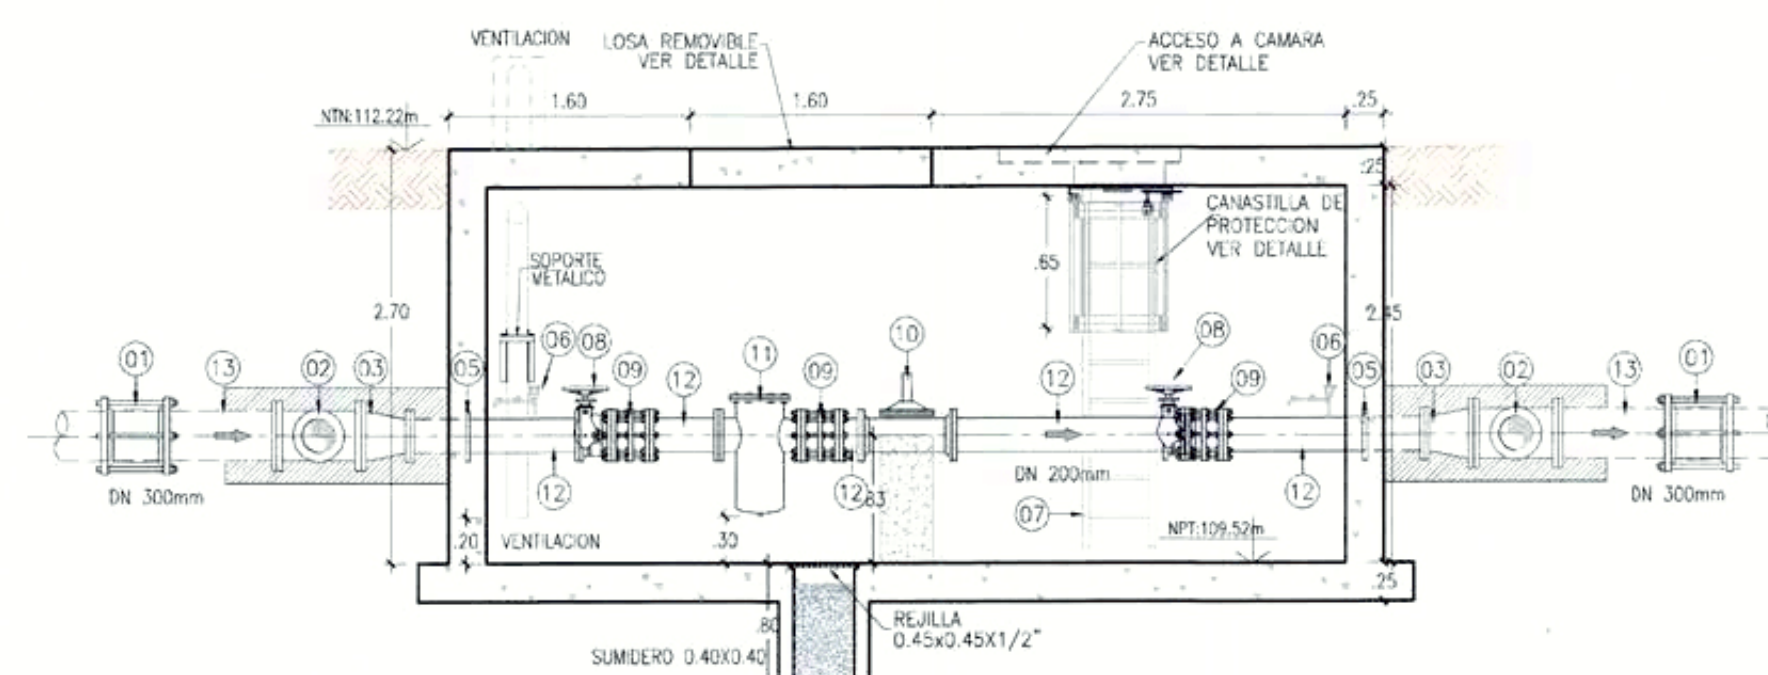 VENTILACION
LOSA REMOVIBLE
VER DETALLE
ACCESO A CAMARA
VER DETALLE
1.60
1.60
2.75
.25
NTN:112.22m
.25
CANASTILLA DE
PROTECCION
VER DETALLE
SOPORTE
METALICO
.65
2.70
2.45
01
13
02
03
05
06
08
09
12
11
09
10
12
08
09
06
05
03
02
13
01
DN 300mm
12
12
.83
DN 200mm
07
12
DN 300mm
NPT:109.52m
.20
VENTILACION
.30
.25
.80
REJILLA
0.45x0.45X1/2"
SUMIDERO 0.40X0.40